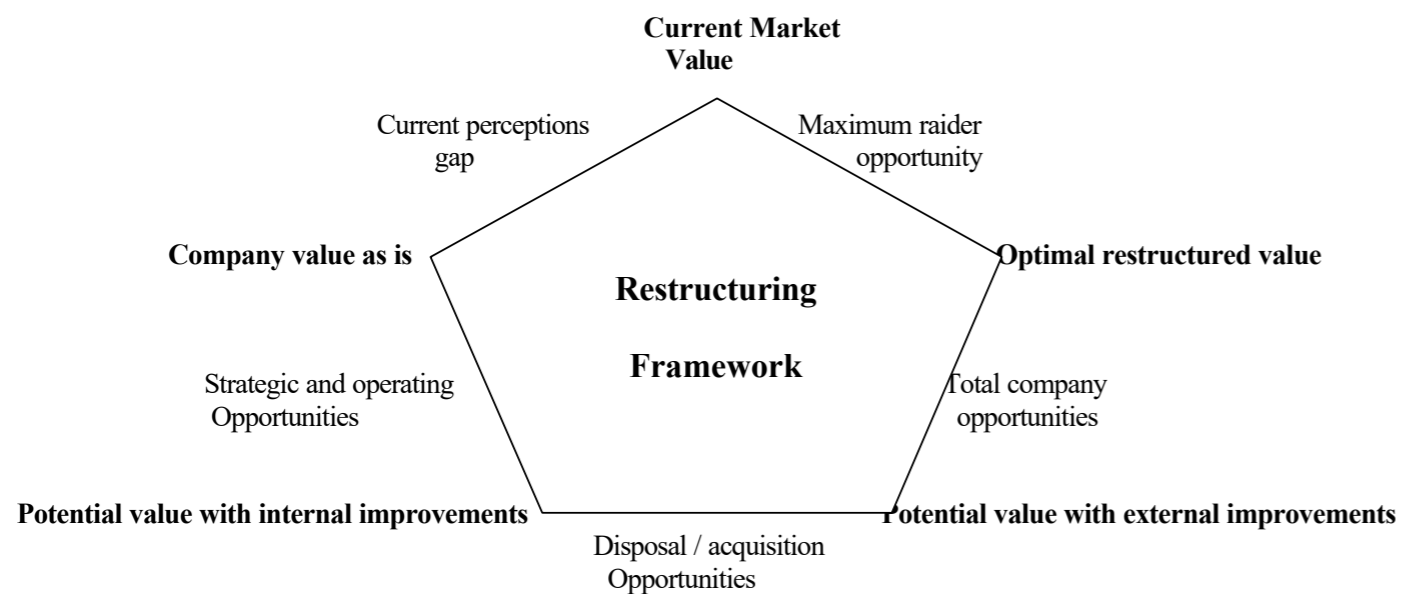 Current Market
Value
Current perceptions
gap
Maximum raider
opportunity
Company value as is
Optimal restructured value
Restructuring
Framework
Strategic and operating
Opportunities
Total company
opportunities
Potential value with internal improvements
Potential value with external improvements
Disposal / acquisition
Opportunities